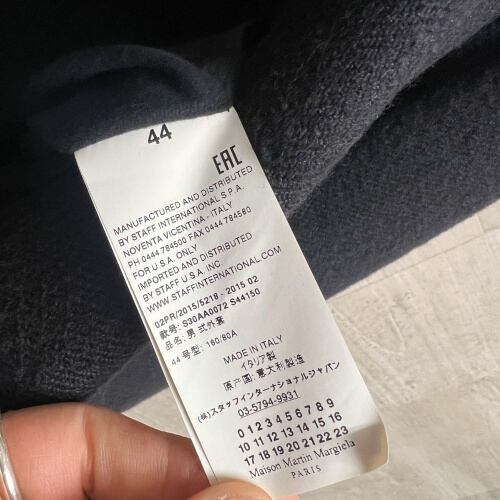 44
EAC
MANUFACTURED AND DISTRIBUTED
BY STAFF INTERNATIONAL S.P.A.
NOVENTA VICENTINA - ITALY
PH 0444 784500 FAX 0444 784580
FOR U.S.A. ONLY
IMPORTED AND DISTRIBUTED
BY STAFF U.S.A. INC.
WWW.STAFFINTERNATIONAL.COM
02PR/2015/5218 - 2015 02
款号: S30AA0072 S44150
品名: 男式外套
44 号型: 160/80A
MADE IN ITALY
イタリア製
原产国: 意大利製造
(株)スタッフインターナショナルジャパン
03-5794-9931
0 1 2 3 4 5 6 7 8 9
10 11 12 13 14 15 16
17 18 19 20 21 22 23
Maison Martin Margiela
PARIS